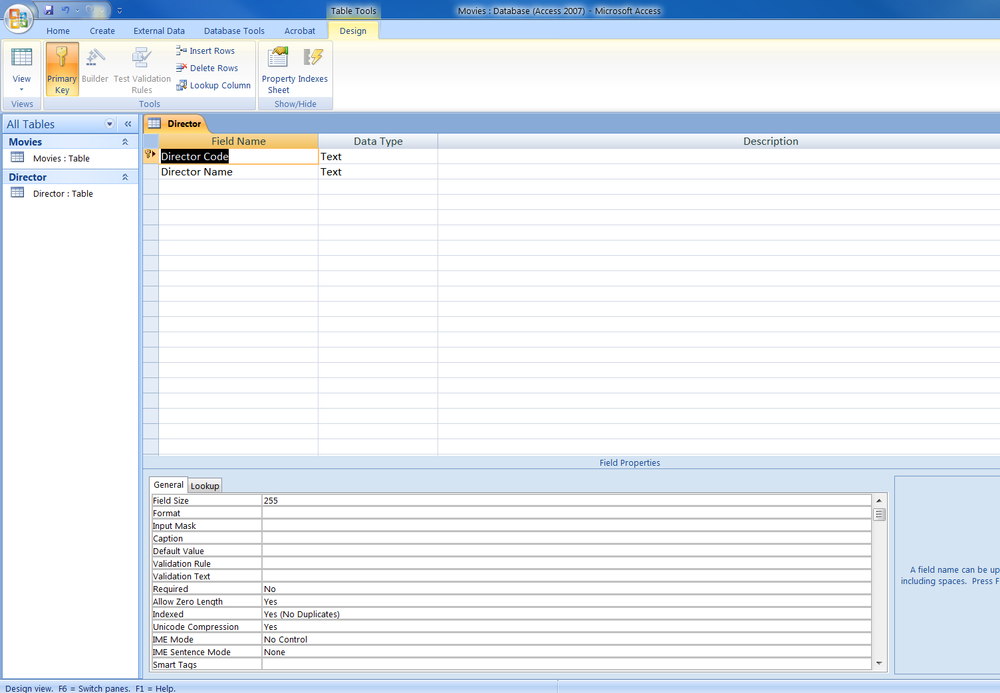 Table Tools
Movies : Database (Access 2007) - Microsoft Access
Home Create External Data Database Tools Acrobat Design
View
Primary Key
Builder
Test Validation Rules
Insert Rows
Delete Rows
Lookup Column
Property Sheet
Indexes
Views
Tools
Show/Hide
All Tables
Movies
Movies : Table
Director
Director : Table
Director
Field Name Data Type Description
Director Code Text
Director Name Text
Field Properties
General Lookup
Field Size 255
Format
Input Mask
Caption
Default Value
Validation Rule
Validation Text
Required No
Allow Zero Length Yes
Indexed Yes (No Duplicates)
Unicode Compression Yes
IME Mode No Control
IME Sentence Mode None
Smart Tags
A field name can be up
including spaces. Press F
Design view. F6 = Switch panes. F1 = Help.